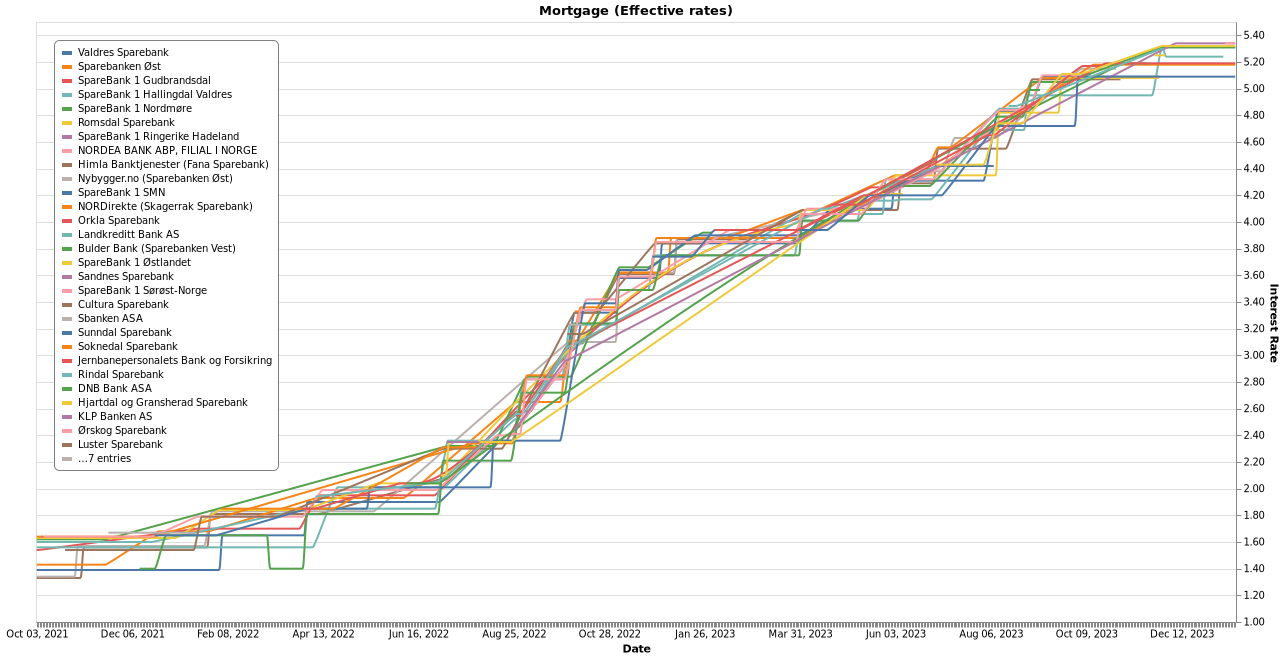 Mortgage (Effective rates)
Valdres Sparebank
Sparebanken Øst
SpareBank 1 Gudbrandsdal
SpareBank 1 Hallingdal Valdres
SpareBank 1 Nordmøre
Romsdal Sparebank
SpareBank 1 Ringerike Hadeland
NORDEA BANK ABP, FILIAL I NORGE
Himla Banktjenester (Fana Sparebank)
Nybygger.no (Sparebanken Øst)
SpareBank 1 SMN
NORDirekte (Skagerrak Sparebank)
Orkla Sparebank
Landkreditt Bank AS
Bulder Bank (Sparebanken Vest)
SpareBank 1 Østlandet
Sandnes Sparebank
SpareBank 1 Sørøst-Norge
Cultura Sparebank
Sbanken ASA
Sunndal Sparebank
Soknedal Sparebank
Jernbanepersonalets Bank og Forsikring
Rindal Sparebank
DNB Bank ASA
Hjartdal og Gransherad Sparebank
KLP Banken AS
Ørskog Sparebank
Luster Sparebank
...7 entries
5.40
5.20
5.00
4.80
4.60
4.40
4.20
4.00
3.80
3.60
3.40
3.20
3.00
2.80
2.60
2.40
2.20
2.00
1.80
1.60
1.40
1.20
1.00
Interest Rate
Oct 03, 2021 Dec 06, 2021 Feb 08, 2022 Apr 13, 2022 Jun 16, 2022 Aug 25, 2022 Oct 28, 2022 Jan 26, 2023 Mar 31, 2023 Jun 03, 2023 Aug 06, 2023 Oct 09, 2023 Dec 12, 2023
Date